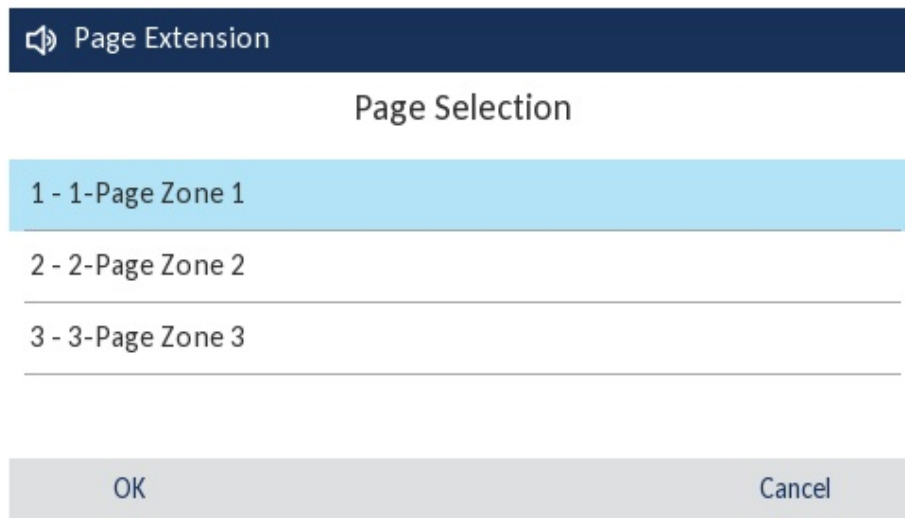 Page Extension
Page Selection
1 - 1-Page Zone 1
2 - 2-Page Zone 2
3 - 3-Page Zone 3
OK Cancel